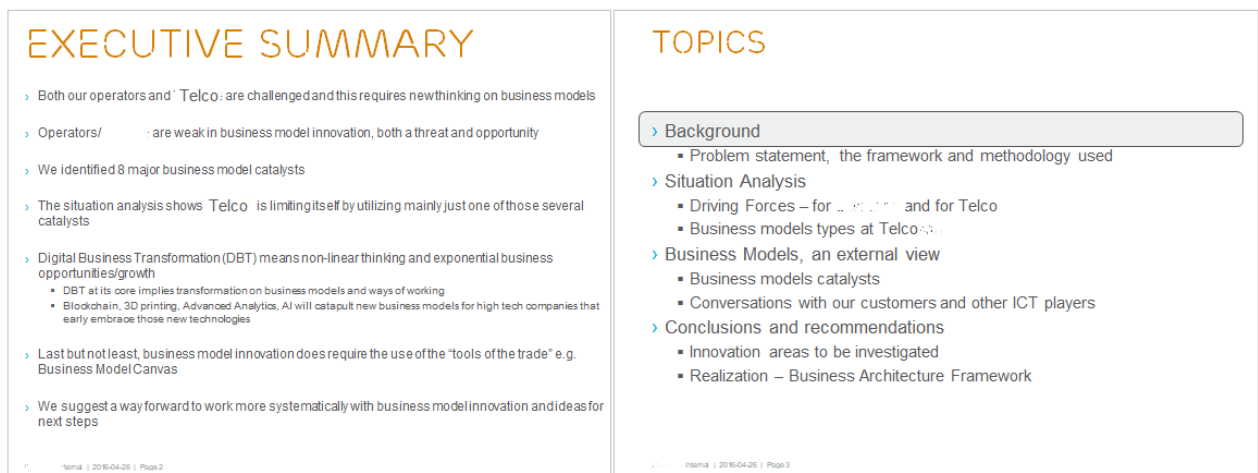 EXECUTIVE SUMMARY
› Both our operators and Telco are challenged and this requires new thinking on business models
› Operators/ are weak in business model innovation, both a threat and opportunity
› We identified 8 major business model catalysts
› The situation analysis shows Telco is limiting itself by utilizing mainly just one of those several
catalysts
› Digital Business Transformation (DBT) means non-linear thinking and exponential business
opportunities/growth
▪ DBT at its core implies transformation on business models and ways of working
▪ Blockchain, 3D printing, Advanced Analytics, AI will catapult new business models for high tech companies that
early embrace those new technologies
› Last but not least, business model innovation does require the use of the “tools of the trade” e.g.
Business Model Canvas
› We suggest a way forward to work more systematically with business model innovation and ideas for
next steps
Internal | 2016-04-26 | Page 2
TOPICS
› Background
▪ Problem statement, the framework and methodology used
› Situation Analysis
▪ Driving Forces – for and for Telco
▪ Business models types at Telco
› Business Models, an external view
▪ Business models catalysts
▪ Conversations with our customers and other ICT players
› Conclusions and recommendations
▪ Innovation areas to be investigated
▪ Realization – Business Architecture Framework
Internal | 2016-04-26 | Page 3